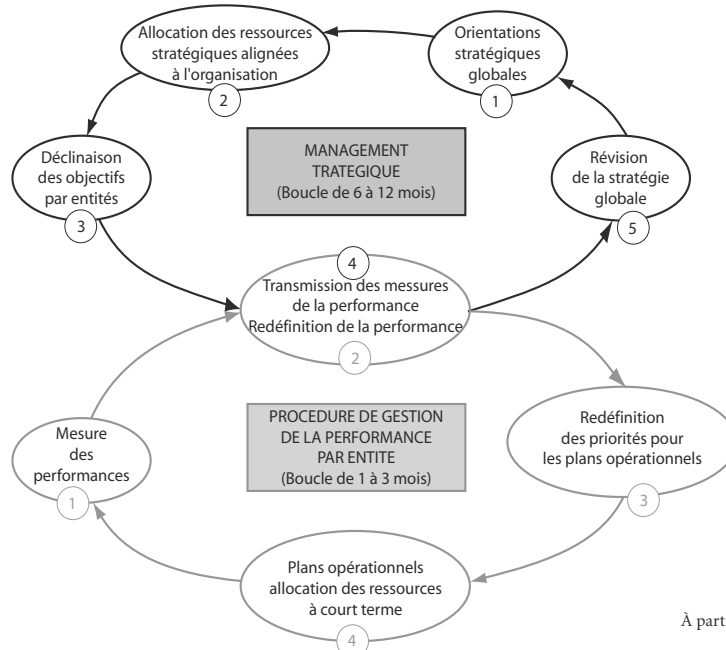 Allocation des ressources
stratégiques alignées
à l'organisation
2
Orientations
stratégiques
globales
1
Déclinaison
des objectifs
par entités
3
MANAGEMENT
TRATEGIQUE
(Boucle de 6 à 12 mois)
Révision
de la stratégie
globale
5
4
Transmission des messures
de la performance
Redéfinition de la performance
2
Mesure
des
performances
1
PROCEDURE DE GESTION
DE LA PERFORMANCE
PAR ENTITE
(Boucle de 1 à 3 mois)
Redéfinition
des priorités pour
les plans opérationnels
3
Plans opérationnels
allocation des ressources
à court terme
4
À part